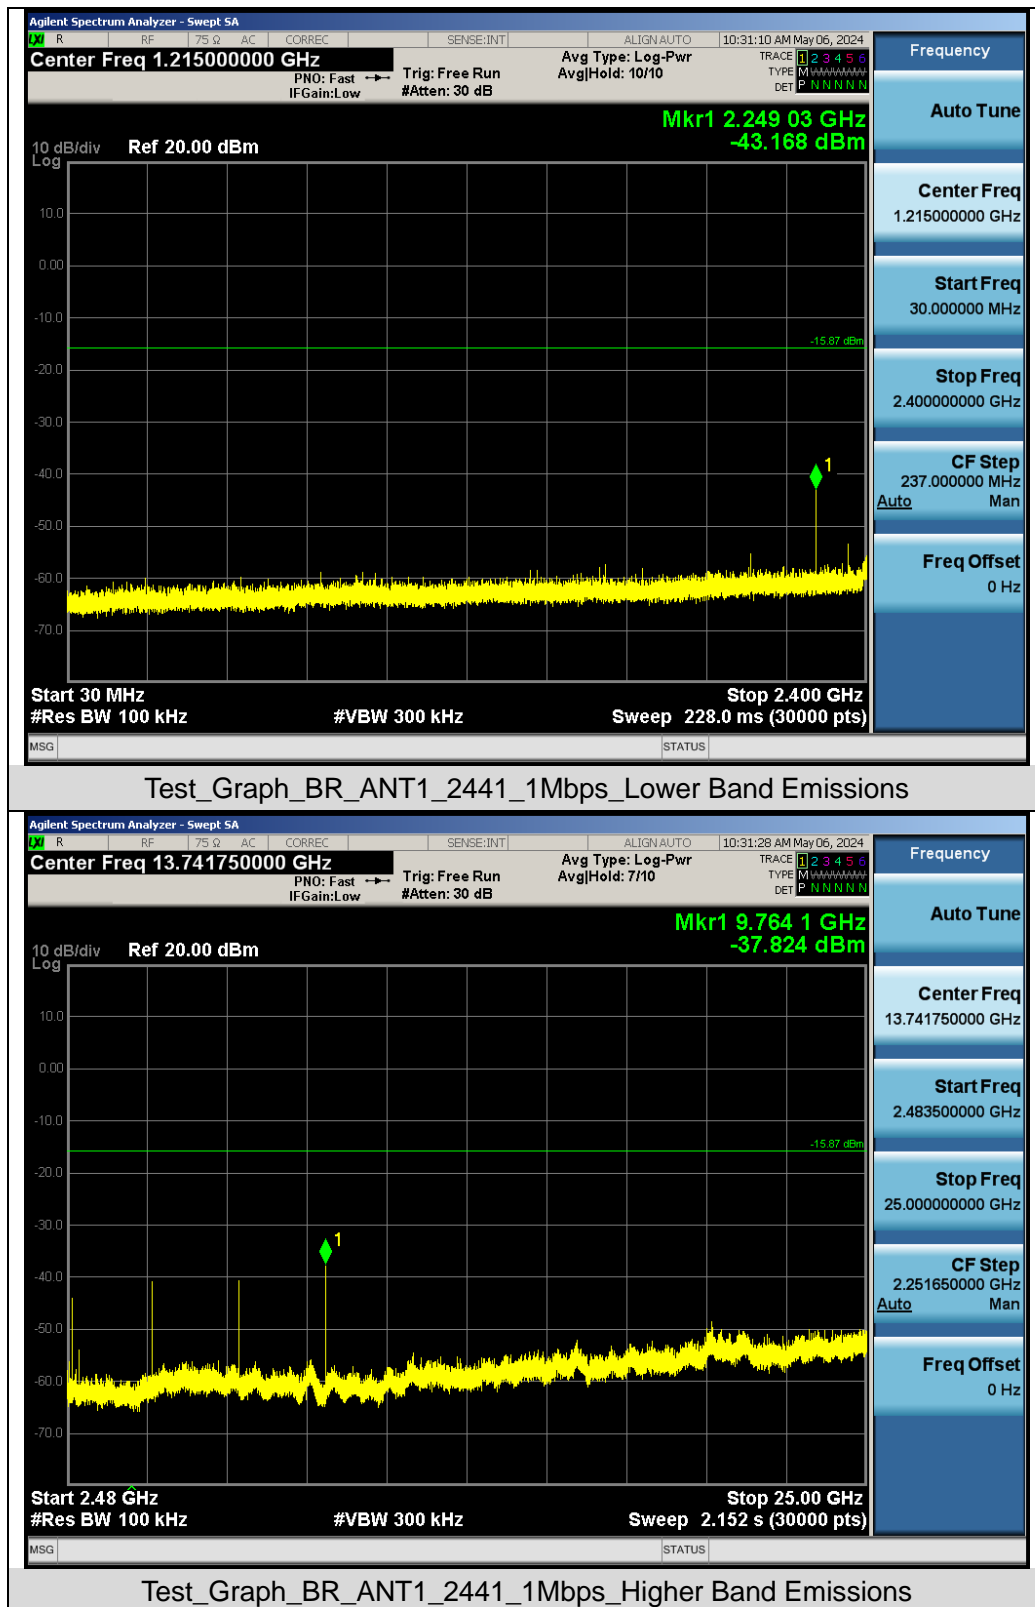 Agilent Spectrum Analyzer - Swept SA
LXI R RF 75 Ω AC CORREC SENSE:INT ALIGN AUTO 10:31:10 AM May 06, 2024
Center Freq 1.215000000 GHz
PNO: Fast
IFGain:Low
Trig: Free Run
#Atten: 30 dB
Avg Type: Log-Pwr
Avg|Hold: 10/10
TRACE 1 2 3 4 5 6
TYPE M WWWWW
DET P N N N N N
Mkr1 2.249 03 GHz
-43.168 dBm
10 dB/div Ref 20.00 dBm
Log
10.0
0.00
-10.0
-15.87 dBm
-20.0
-30.0
-40.0
1
-50.0
-60.0
-70.0
Start 30 MHz Stop 2.400 GHz
#Res BW 100 kHz #VBW 300 kHz Sweep 228.0 ms (30000 pts)
MSG STATUS
Frequency
Auto Tune
Center Freq
1.215000000 GHz
Start Freq
30.000000 MHz
Stop Freq
2.400000000 GHz
CF Step
237.000000 MHz
Auto Man
Freq Offset
0 Hz
Test_Graph_BR_ANT1_2441_1Mbps_Lower Band Emissions
Agilent Spectrum Analyzer - Swept SA
LXI R RF 75 Ω AC CORREC SENSE:INT ALIGN AUTO 10:31:28 AM May 06, 2024
Center Freq 13.741750000 GHz
PNO: Fast
IFGain:Low
Trig: Free Run
#Atten: 30 dB
Avg Type: Log-Pwr
Avg|Hold: 7/10
TRACE 1 2 3 4 5 6
TYPE M WWWWW
DET P N N N N N
Mkr1 9.764 1 GHz
-37.824 dBm
10 dB/div Ref 20.00 dBm
Log
10.0
0.00
-10.0
-15.87 dBm
-20.0
-30.0
1
-40.0
-50.0
-60.0
-70.0
Start 2.48 GHz Stop 25.00 GHz
#Res BW 100 kHz #VBW 300 kHz Sweep 2.152 s (30000 pts)
MSG STATUS
Frequency
Auto Tune
Center Freq
13.741750000 GHz
Start Freq
2.483500000 GHz
Stop Freq
25.000000000 GHz
CF Step
2.251650000 GHz
Auto Man
Freq Offset
0 Hz
Test_Graph_BR_ANT1_2441_1Mbps_Higher Band Emissions